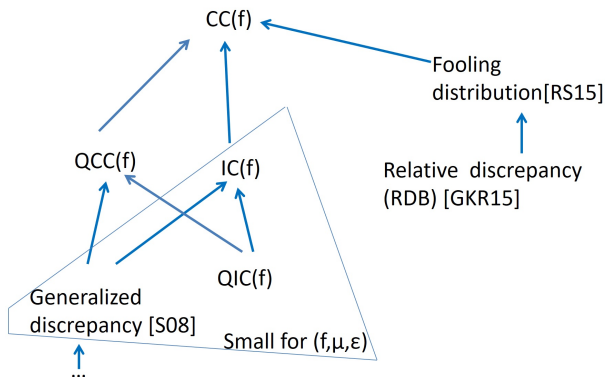 CC(f)
Fooling
distribution[RS15]
QCC(f)
IC(f)
Relative discrepancy
(RDB) [GKR15]
QIC(f)
Generalized
discrepancy [S08]
Small for (f,μ,ε)
...